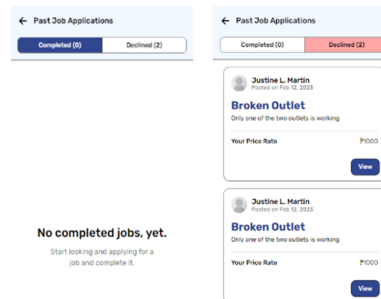 Past Job Applications
Completed (0)
Declined (2)
No completed jobs, yet.
Start looking and applying for a
job and complete it.
Past Job Applications
Completed (0)
Declined (2)
Justine L. Martin
Posted on Feb 12, 2023
Broken Outlet
Only one of the two outlets is working
Your Price Rate
₱1000
View
Justine L. Martin
Posted on Feb 12, 2023
Broken Outlet
Only one of the two outlets is working
Your Price Rate
₱1000
View